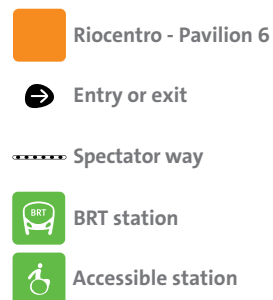 Riocentro - Pavilion 6
Entry or exit
Spectator way
BRT
BRT station
Accessible station